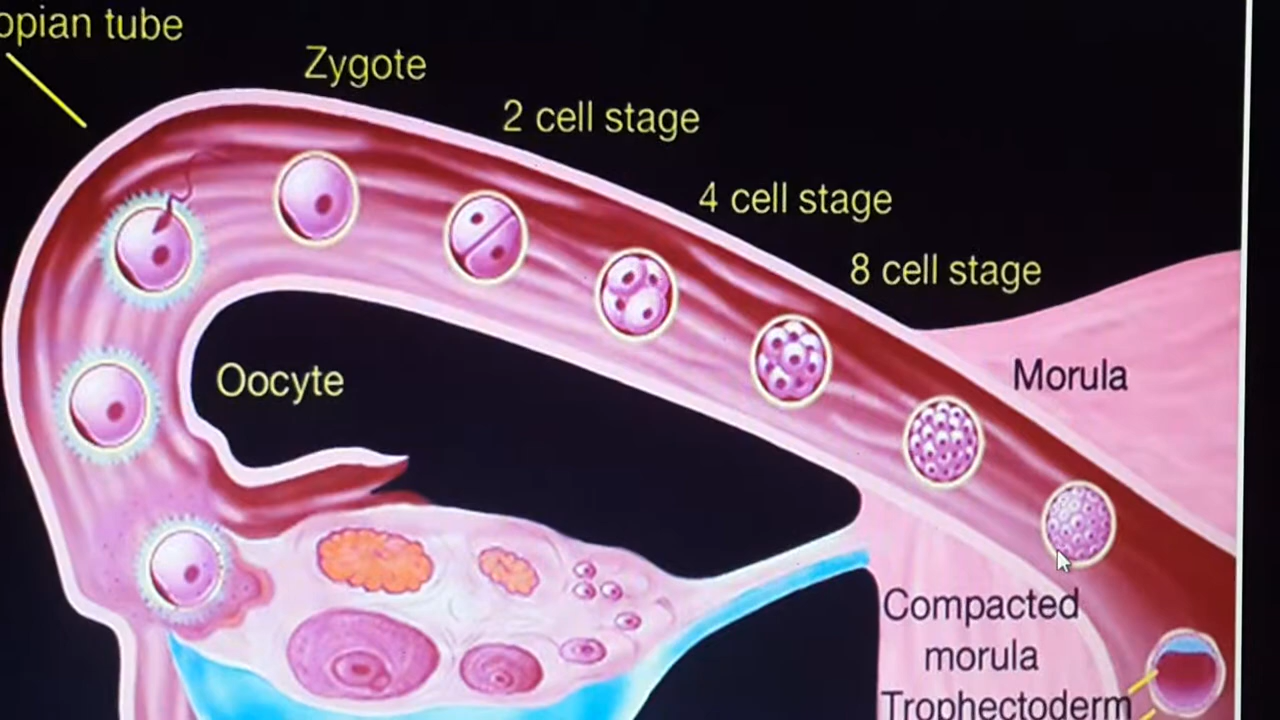 opian tube
Zygote
2 cell stage
4 cell stage
8 cell stage
Oocyte
Morula
Compacted
morula
Trophectoderm